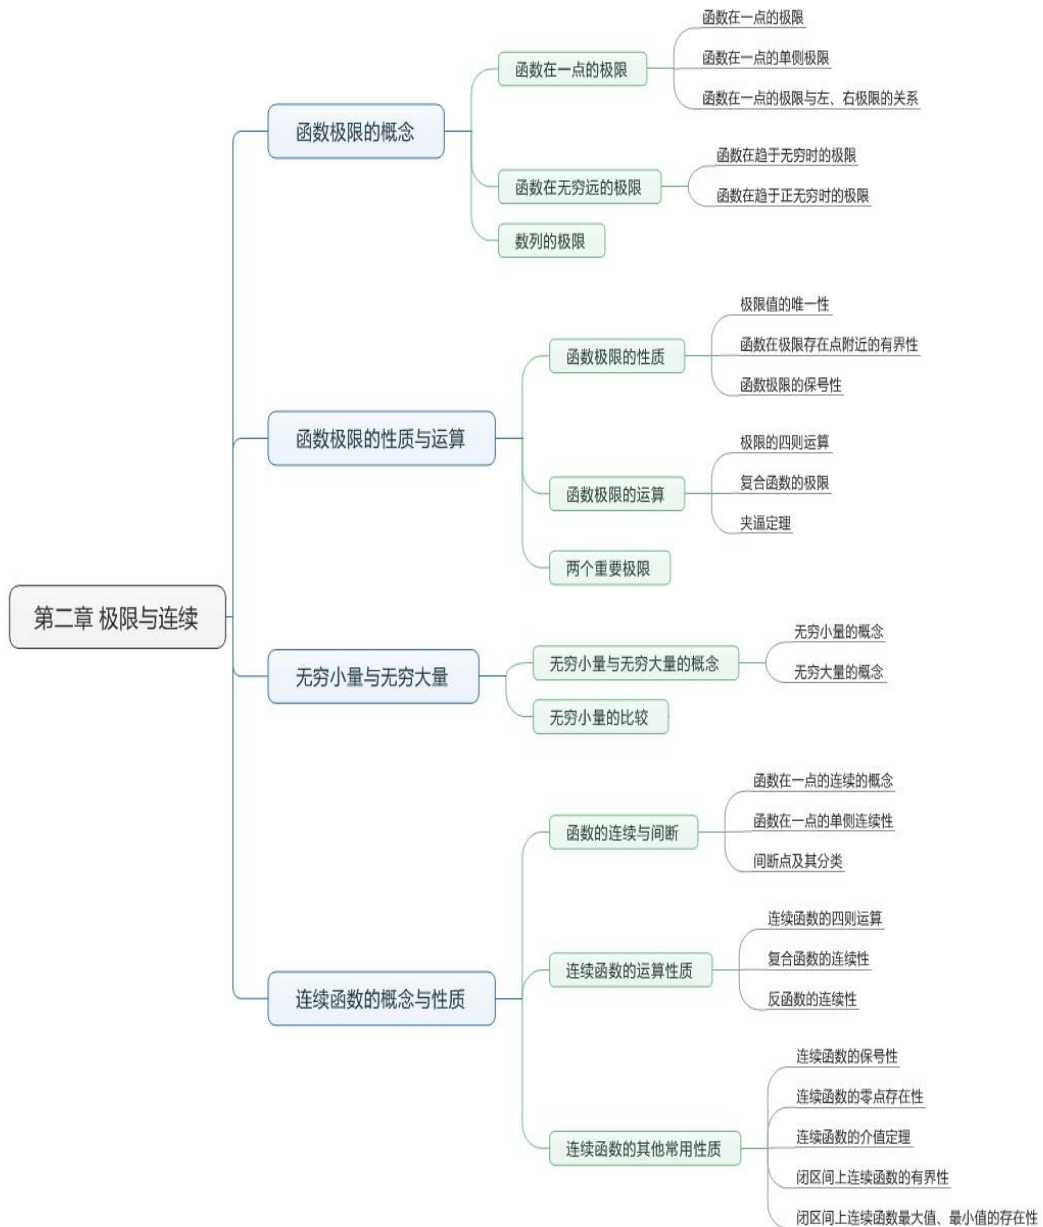 第二章 极限与连续
函数极限的概念
函数在一点的极限
函数在一点的极限
函数在一点的单侧极限
函数在一点的极限与左、右极限的关系
函数在无穷远的极限
函数在趋于无穷时的极限
函数在趋于正无穷时的极限
数列的极限
函数极限的性质与运算
函数极限的性质
极限值的唯一性
函数在极限存在点附近的有界性
函数极限的保号性
函数极限的运算
极限的四则运算
复合函数的极限
夹逼定理
两个重要极限
无穷小量与无穷大量
无穷小量与无穷大量的概念
无穷小量的概念
无穷大量的概念
无穷小量的比较
连续函数的概念与性质
函数的连续与间断
函数在一点的连续的概念
函数在一点的单侧连续性
间断点及其分类
连续函数的运算性质
连续函数的四则运算
复合函数的连续性
反函数的连续性
连续函数的其他常用性质
连续函数的保号性
连续函数的零点存在性
连续函数的介值定理
闭区间上连续函数的有界性
闭区间上连续函数最大值、最小值的存在性